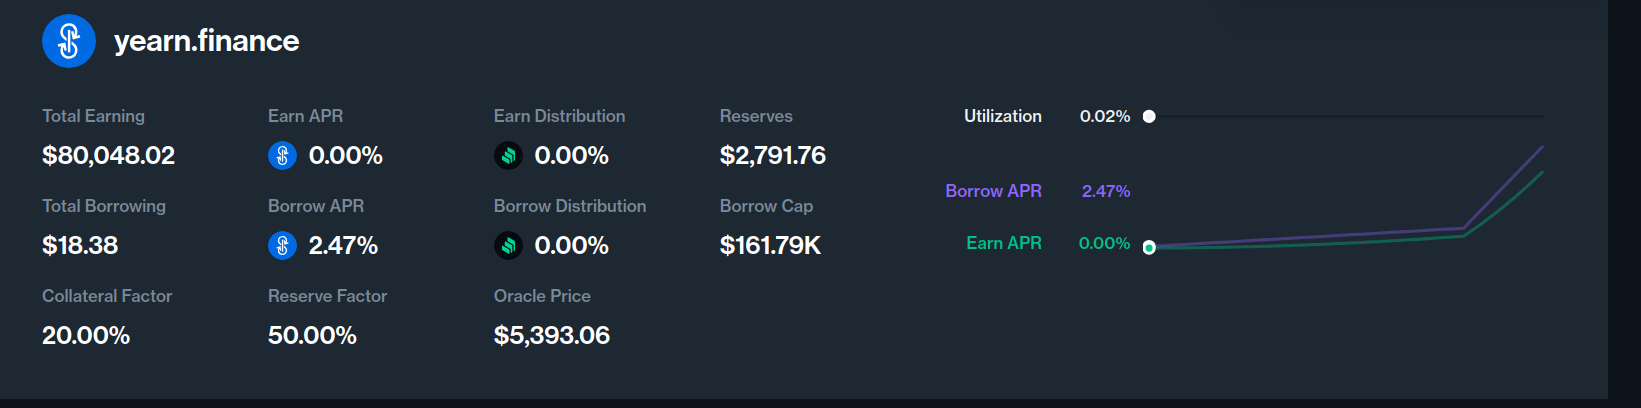 yearn.finance
Total Earning
$80,048.02
Earn APR
0.00%
Earn Distribution
0.00%
Reserves
$2,791.76
Total Borrowing
$18.38
Borrow APR
2.47%
Borrow Distribution
0.00%
Borrow Cap
$161.79K
Collateral Factor
20.00%
Reserve Factor
50.00%
Oracle Price
$5,393.06
Utilization 0.02%
Borrow APR 2.47%
Earn APR 0.00%